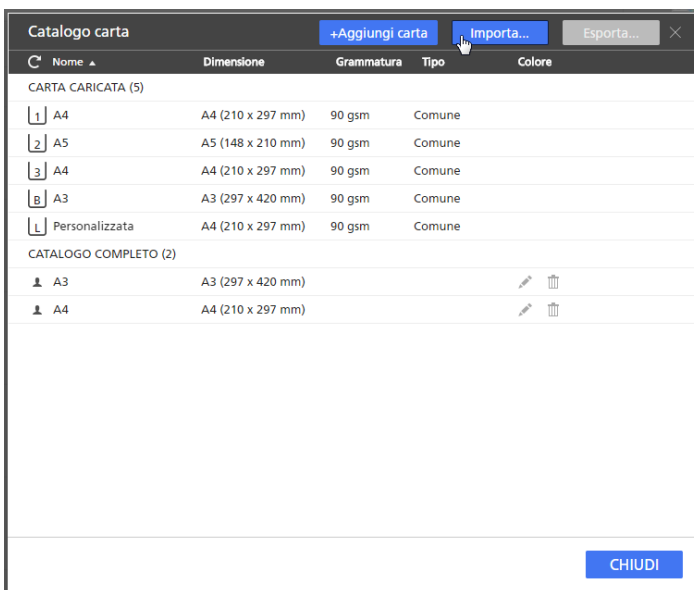 Catalogo carta +Aggiungi carta Importa... Esporta...
Nome Dimensione Grammatura Tipo Colore
CARTA CARICATA (5)
1 A4 A4 (210 x 297 mm) 90 gsm Comune
2 A5 A5 (148 x 210 mm) 90 gsm Comune
3 A4 A4 (210 x 297 mm) 90 gsm Comune
B A3 A3 (297 x 420 mm) 90 gsm Comune
L Personalizzata A4 (210 x 297 mm) 90 gsm Comune
CATALOGO COMPLETO (2)
A3 A3 (297 x 420 mm)
A4 A4 (210 x 297 mm)
CHIUDI